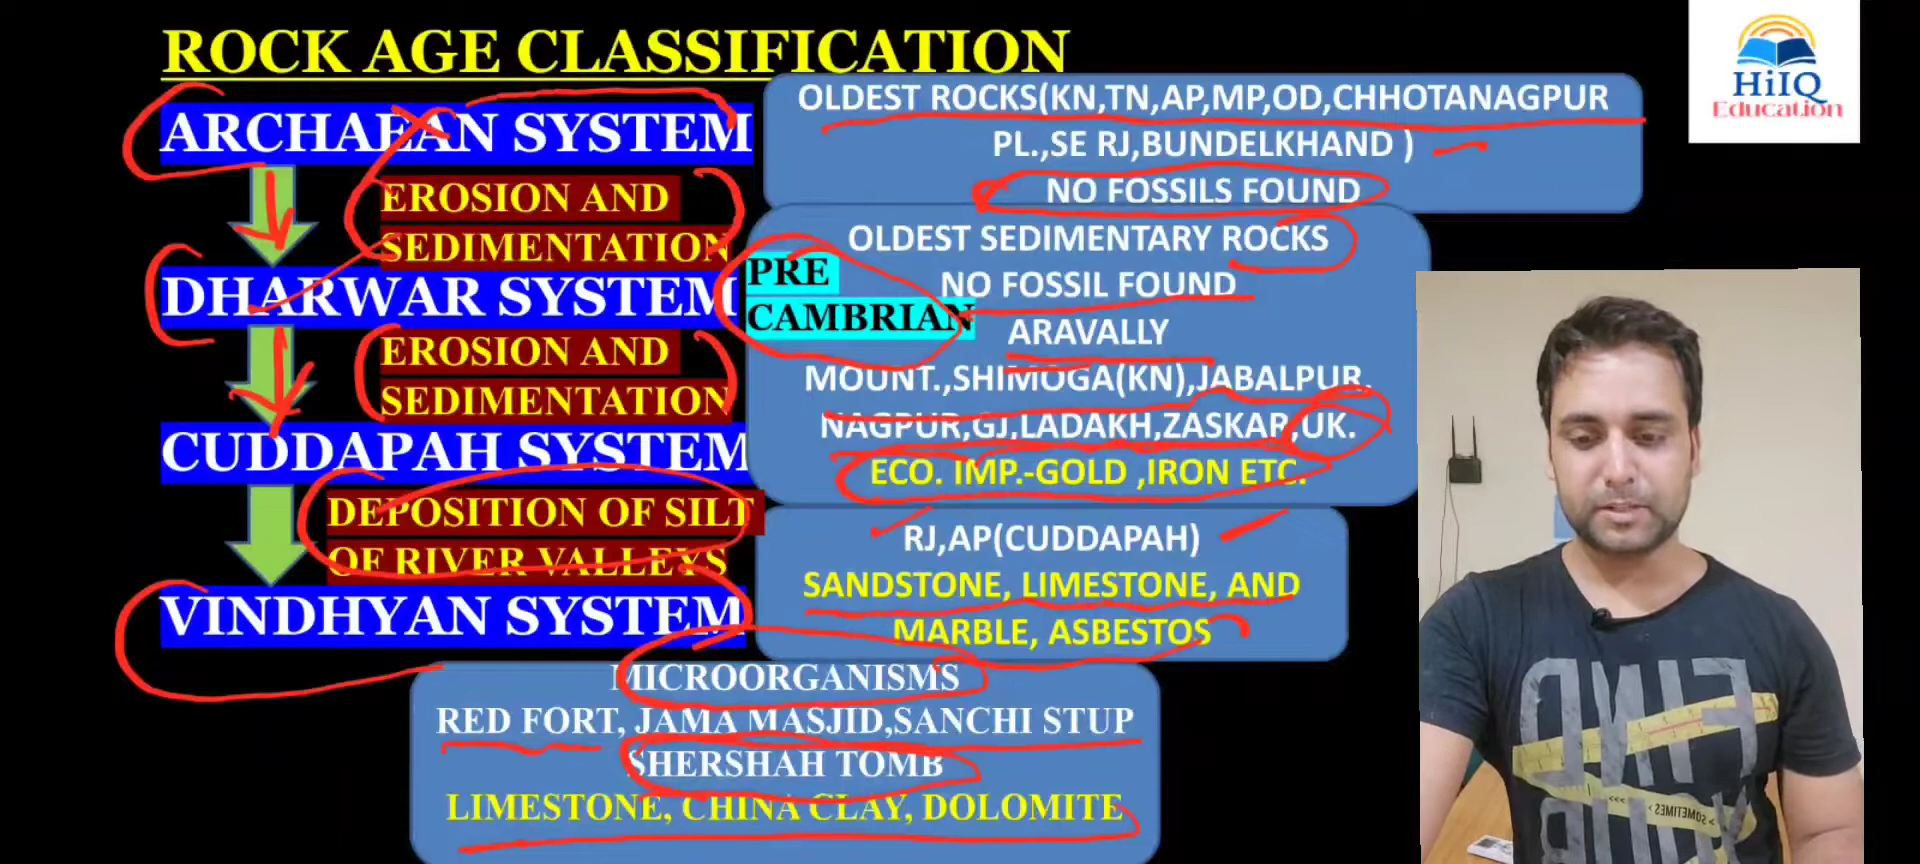 ROCK AGE CLASSIFICATION
HiIQ
Education
ARCHAEAN SYSTEM
OLDEST ROCKS(KN,TN,AP,MP,OD,CHHOTANAGPUR
PL.,SE RJ,BUNDELKHAND )
NO FOSSILS FOUND
EROSION AND
SEDIMENTATION
DHARWAR SYSTEM
PRE
CAMBRIAN
OLDEST SEDIMENTARY ROCKS
NO FOSSIL FOUND
ARAVALLY
MOUNT.,SHIMOGA(KN),JABALPUR,
NAGPUR,GJ,LADAKH,ZASKAR,UK.
ECO. IMP.-GOLD ,IRON ETC.
EROSION AND
SEDIMENTATION
CUDDAPAH SYSTEM
RJ,AP(CUDDAPAH)
SANDSTONE, LIMESTONE, AND
MARBLE, ASBESTOS
DEPOSITION OF SILT
OF RIVER VALLEYS
VINDHYAN SYSTEM
MICROORGANISMS
RED FORT, JAMA MASJID,SANCHI STUP
SHERSHAH TOMB
LIMESTONE, CHINA CLAY, DOLOMITE
FIND
SOMETIMES